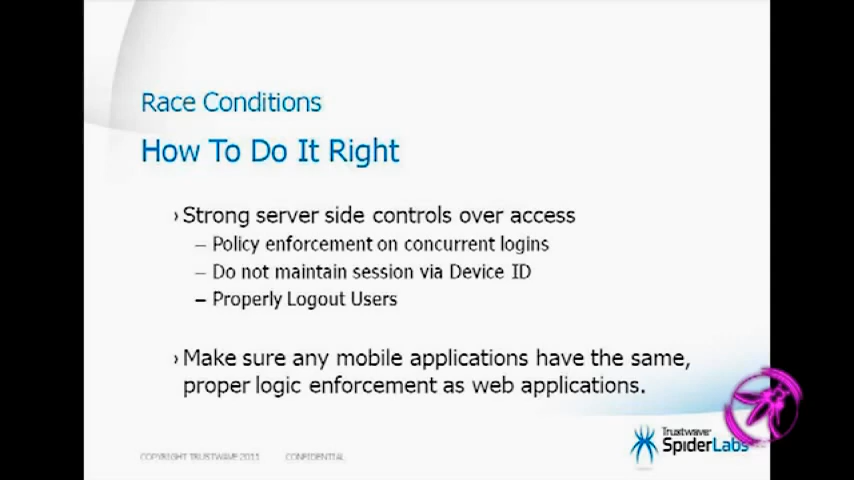 Race Conditions
How To Do It Right
› Strong server side controls over access
– Policy enforcement on concurrent logins
– Do not maintain session via Device ID
– Properly Logout Users
› Make sure any mobile applications have the same,
proper logic enforcement as web applications.
COPYRIGHT TRUSTWAVE 2011 CONFIDENTIAL
Trustwave®
SpiderLabs